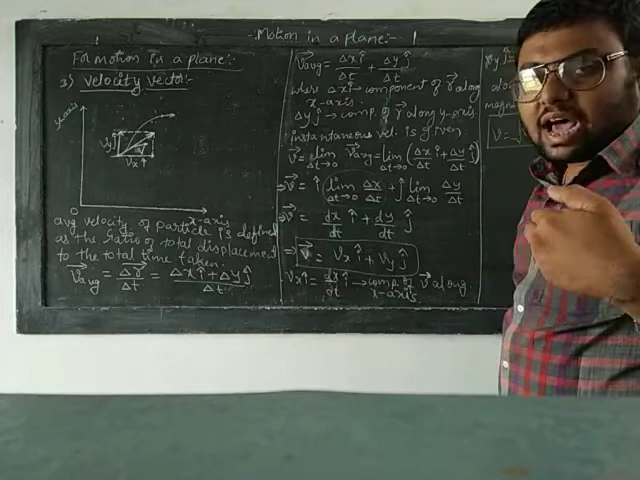 Motion in a plane:-
For motion in a plane:-
3) Velocity vector:-
y-axis
Vyĵ
Vx î
O
x-axis
avg velocity of particle is defined
as the ratio of total displacement
to the total time taken.
V⃗avg = Δr⃗/Δt = (Δx î + Δy ĵ)/Δt
V⃗avg = Δx î/Δt + Δy ĵ/Δt
where Δx î → component of r⃗ along
x-axis.
Δy ĵ → comp. of r⃗ along y-axis.
instantaneous vel. is given
V⃗ = lim Δt→0 V⃗avg = lim Δt→0 (Δx/Δt î + Δy/Δt ĵ)
⇒ V⃗ = î lim Δt→0 Δx/Δt + ĵ lim Δt→0 Δy/Δt
⇒ V⃗ = dx/dt î + dy/dt ĵ
⇒ V⃗ = Vx î + Vy ĵ
Vx î = dx/dt î → comp. of V⃗ along
x-axis
Vy ĵ =
magni
V = √